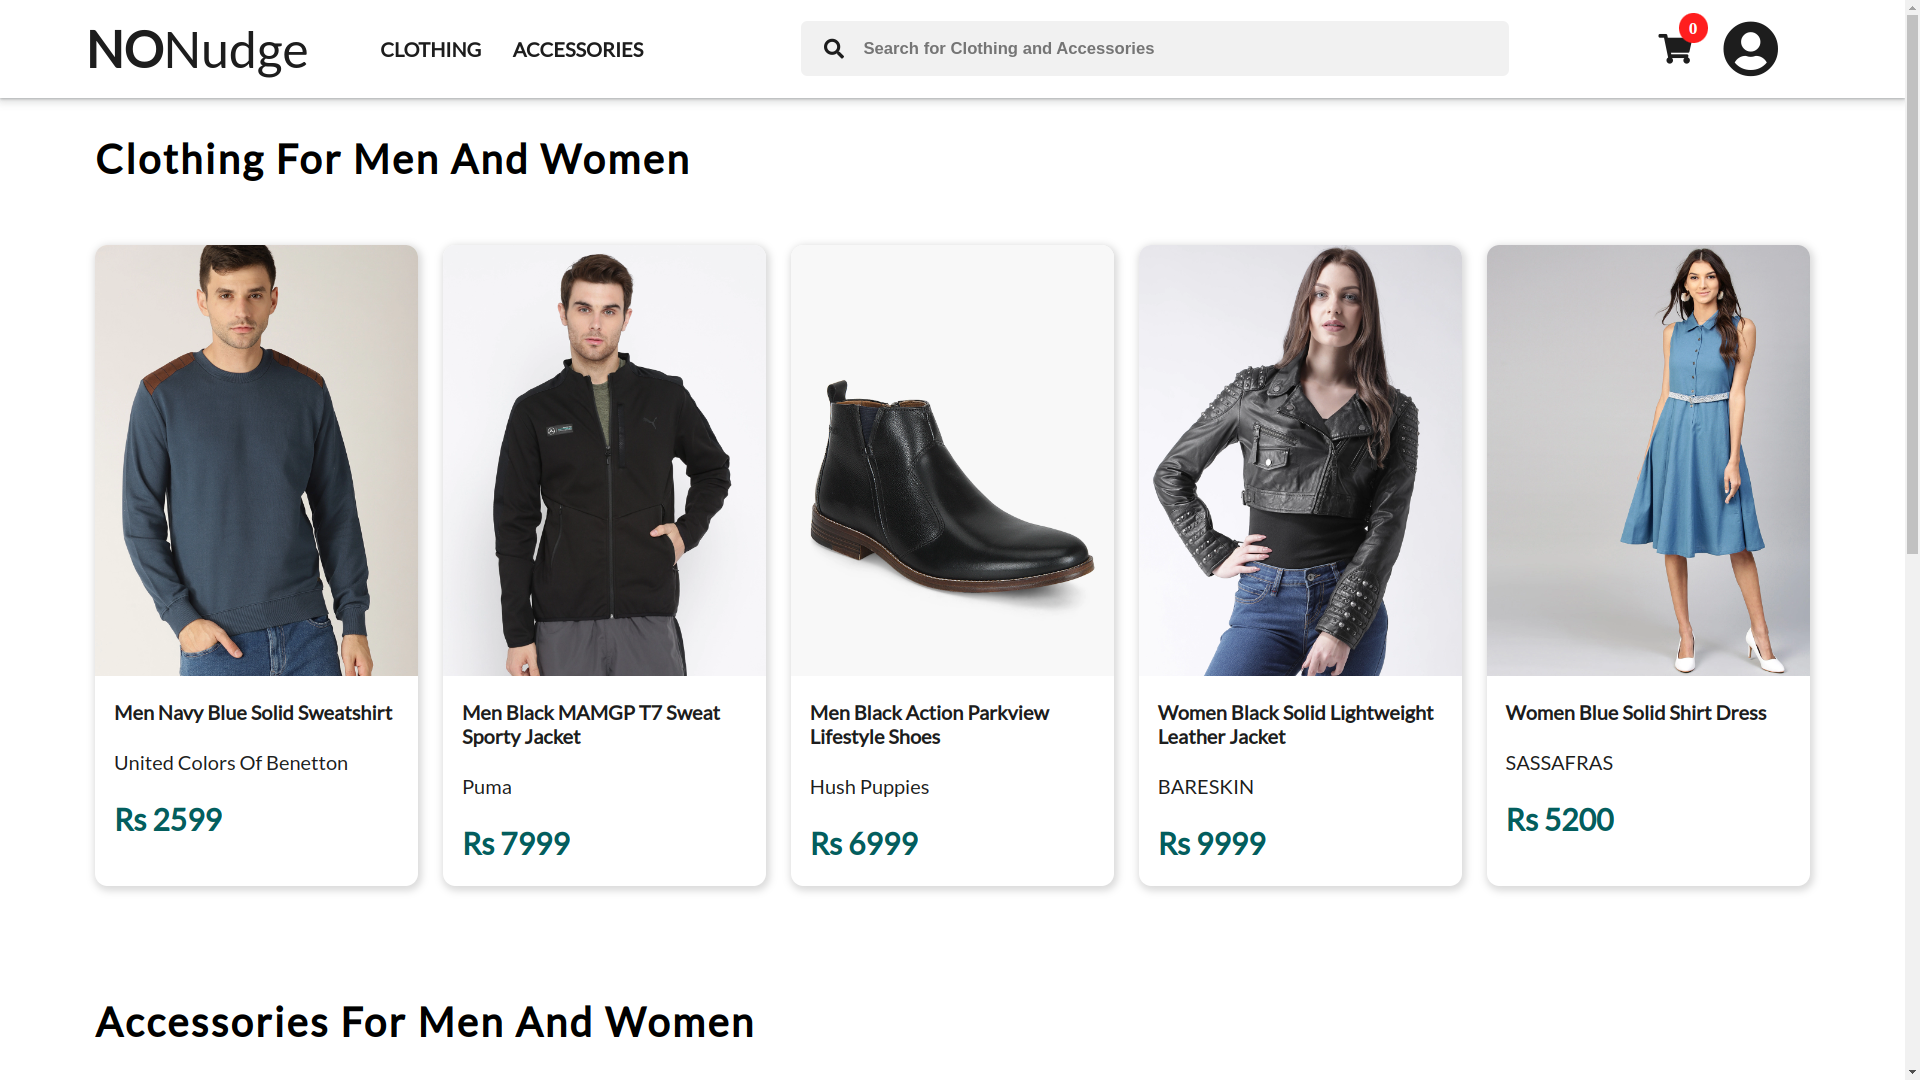 NONudge
CLOTHING
ACCESSORIES
Search for Clothing and Accessories
0
Clothing For Men And Women
Men Navy Blue Solid Sweatshirt
United Colors Of Benetton
Rs 2599
Men Black MAMGP T7 Sweat
Sporty Jacket
Puma
Rs 7999
Men Black Action Parkview
Lifestyle Shoes
Hush Puppies
Rs 6999
Women Black Solid Lightweight
Leather Jacket
BARESKIN
Rs 9999
Women Blue Solid Shirt Dress
SASSAFRAS
Rs 5200
Accessories For Men And Women